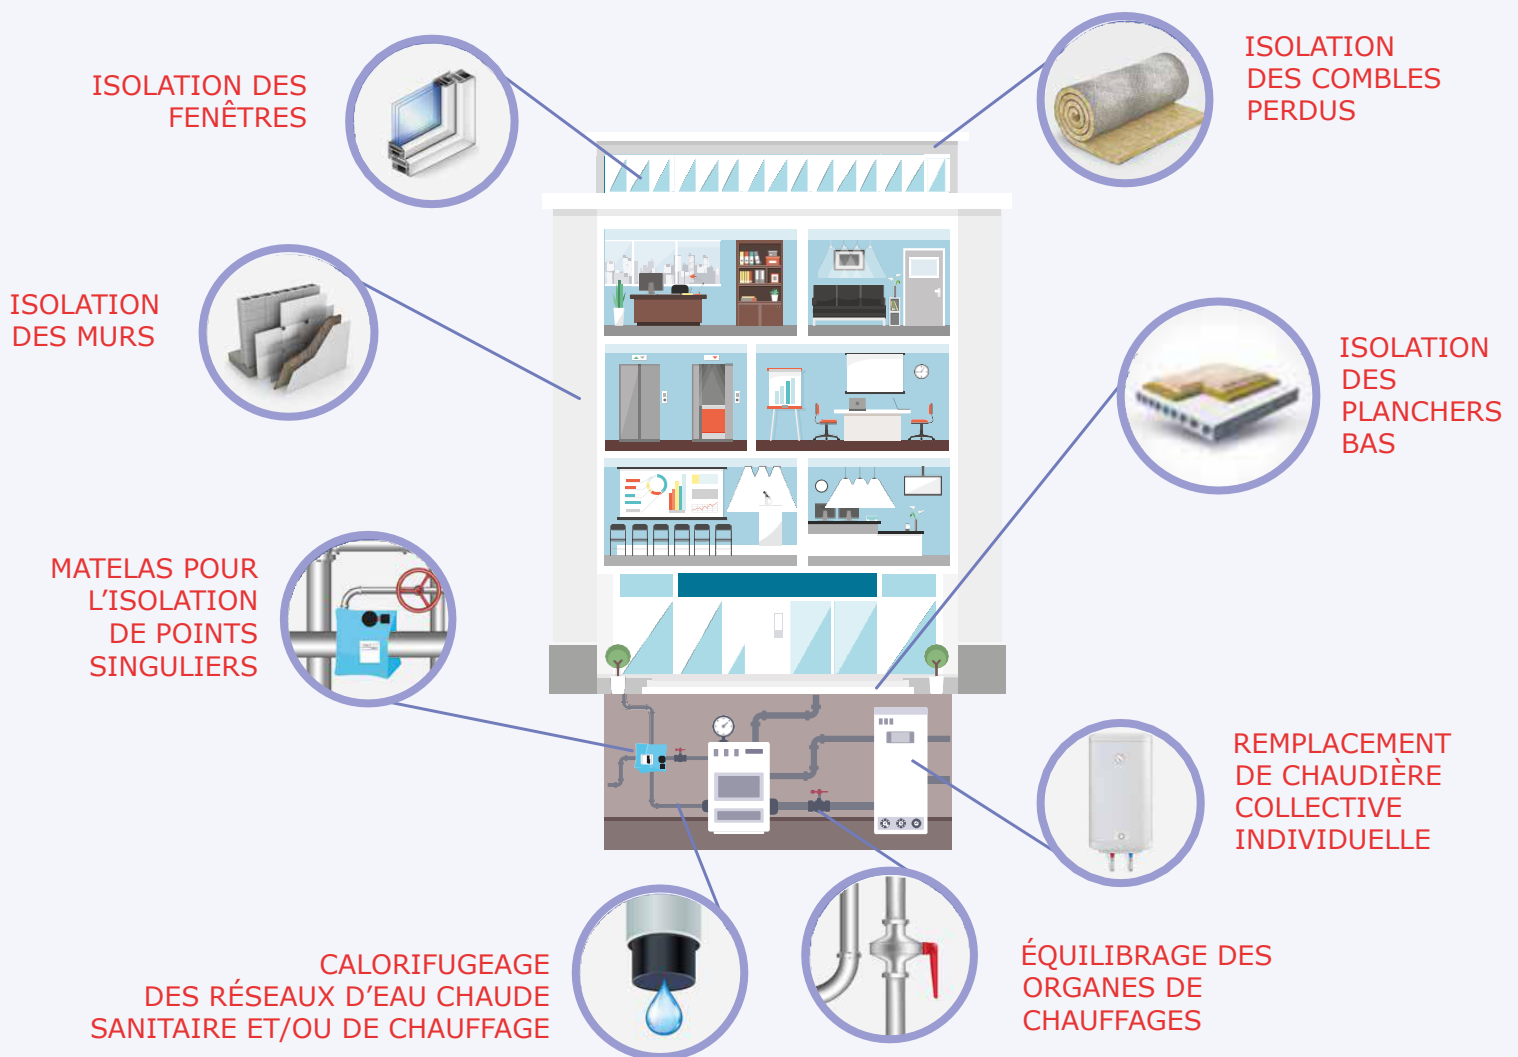 ISOLATION DES
FENÊTRES
ISOLATION
DES COMBLES
PERDUS
ISOLATION
DES MURS
ISOLATION
DES
PLANCHERS
BAS
MATELAS POUR
L'ISOLATION
DE POINTS
SINGULIERS
REMPLACEMENT
DE CHAUDIÈRE
COLLECTIVE
INDIVIDUELLE
CALORIFUGEAGE
DES RÉSEAUX D'EAU CHAUDE
SANITAIRE ET/OU DE CHAUFFAGE
ÉQUILIBRAGE DES
ORGANES DE
CHAUFFAGES